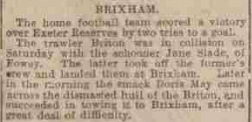 BRIXHAM.
The home football team scored a victory
over Exeter Reserves by two tries to a goal.
The trawler Briton was in collision on
Saturday with the schooner Jane Slade, of
Fowey. The latter took off the former's
crew and landed them at Brixham. Later
in the morning the smack Dora May came
across the dismasted hull of the Briton, and
succeeded in towing it to Brixham, after a
great deal of difficulty.